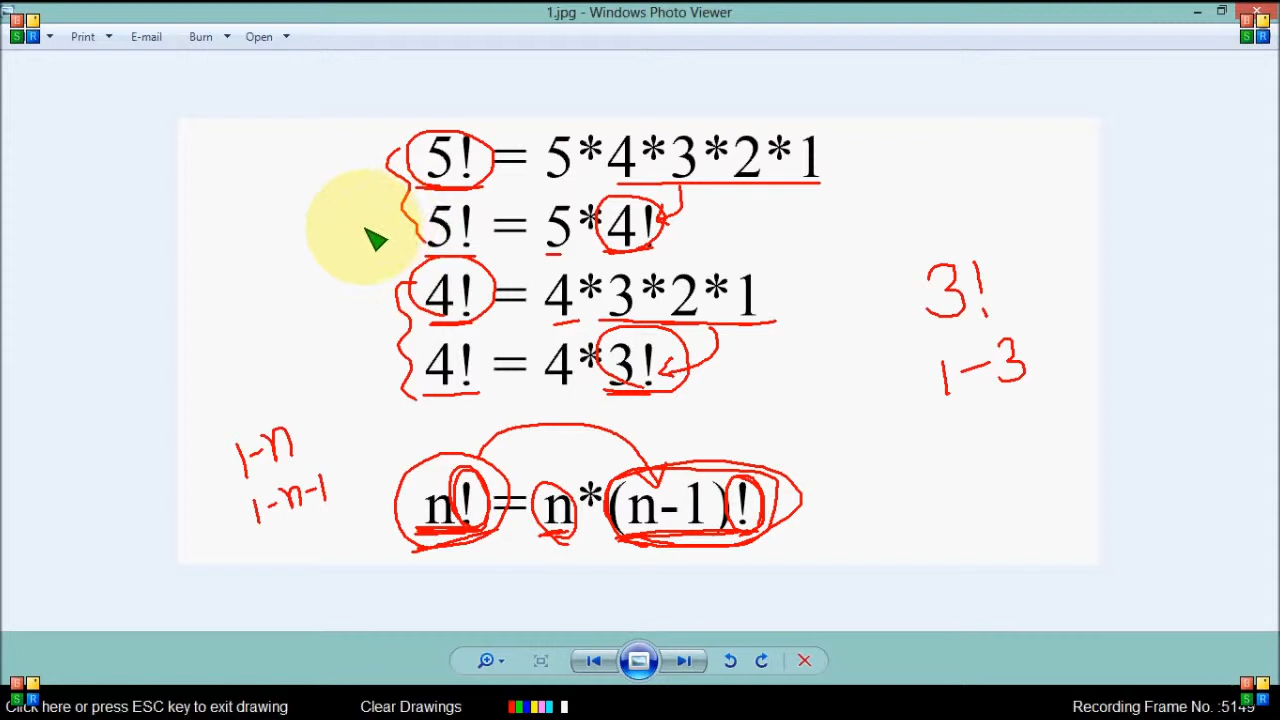 1.jpg - Windows Photo Viewer
B S R
B S R
Print E-mail Burn Open
5! = 5*4*3*2*1
5! = 5*4!
4! = 4*3*2*1
4! = 4*3!
n! = n*(n-1)!
3!
1-3
1-n
1-n-1
B S R
B S R
Click here or press ESC key to exit drawing Clear Drawings Recording Frame No. :5149